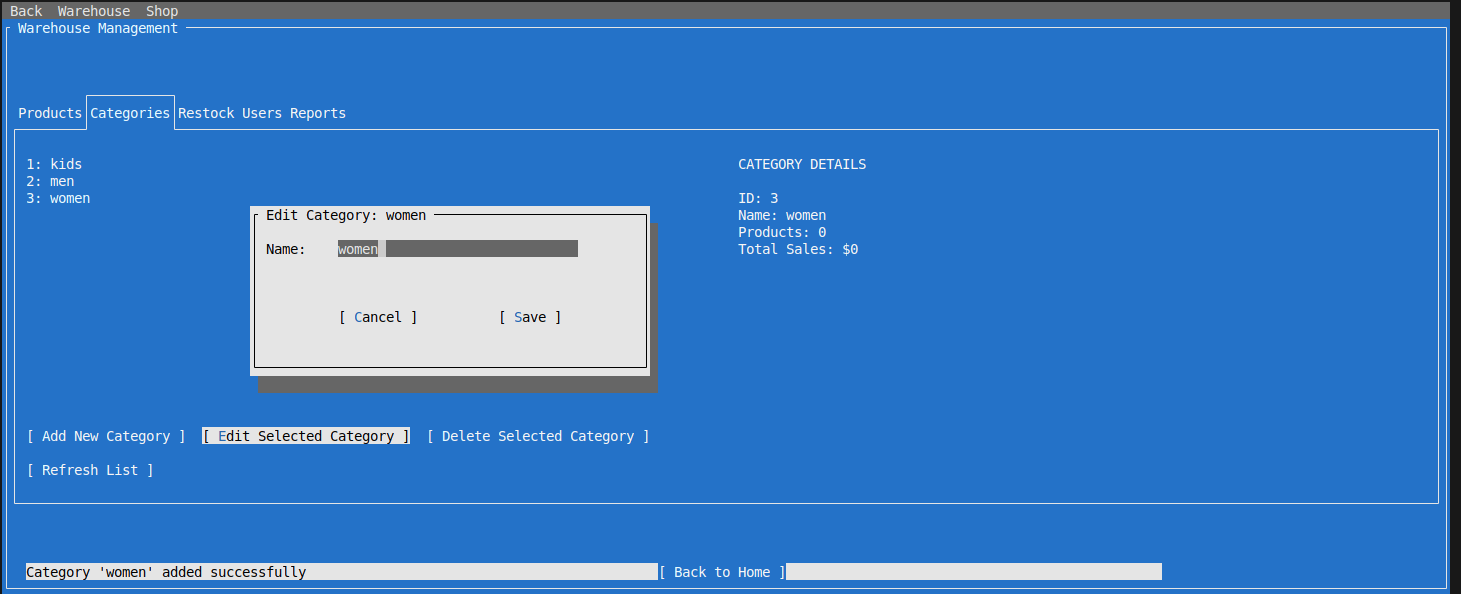 Back Warehouse Shop
Warehouse Management
Products Categories Restock Users Reports
1: kids
2: men
3: women
CATEGORY DETAILS
ID: 3
Name: women
Products: 0
Total Sales: $0
Edit Category: women
Name: women
[ Cancel ] [ Save ]
[ Add New Category ] [ Edit Selected Category ] [ Delete Selected Category ]
[ Refresh List ]
Category 'women' added successfully [ Back to Home ]